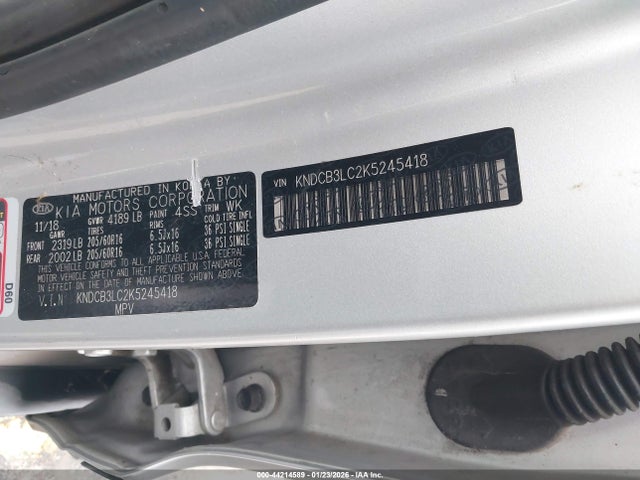 MANUFACTURED IN KOREA BY:
KIA KIA MOTORS CORPORATION
11/18 GVWR 4189 LB PAINT 4SS TRIM WK
GAWR TIRES RIMS COLD TIRE INFL
FRONT 2319LB 205/60R16 6.5Jx16 36 PSI SINGLE
REAR 2002LB 205/60R16 6.5Jx16 36 PSI SINGLE
THIS VEHICLE CONFORMS TO ALL APPLICABLE U.S.A FEDERAL
MOTOR VEHICLE SAFETY AND THEFT PREVENTION STANDARDS
IN EFFECT ON THE DATE OF MANUFACTURE SHOWN ABOVE.
V.I.N KNDCB3LC2K5245418
MPV
VIN KNDCB3LC2K5245418
D60
000-44214589 - 01/23/2026 - IAAI.COM